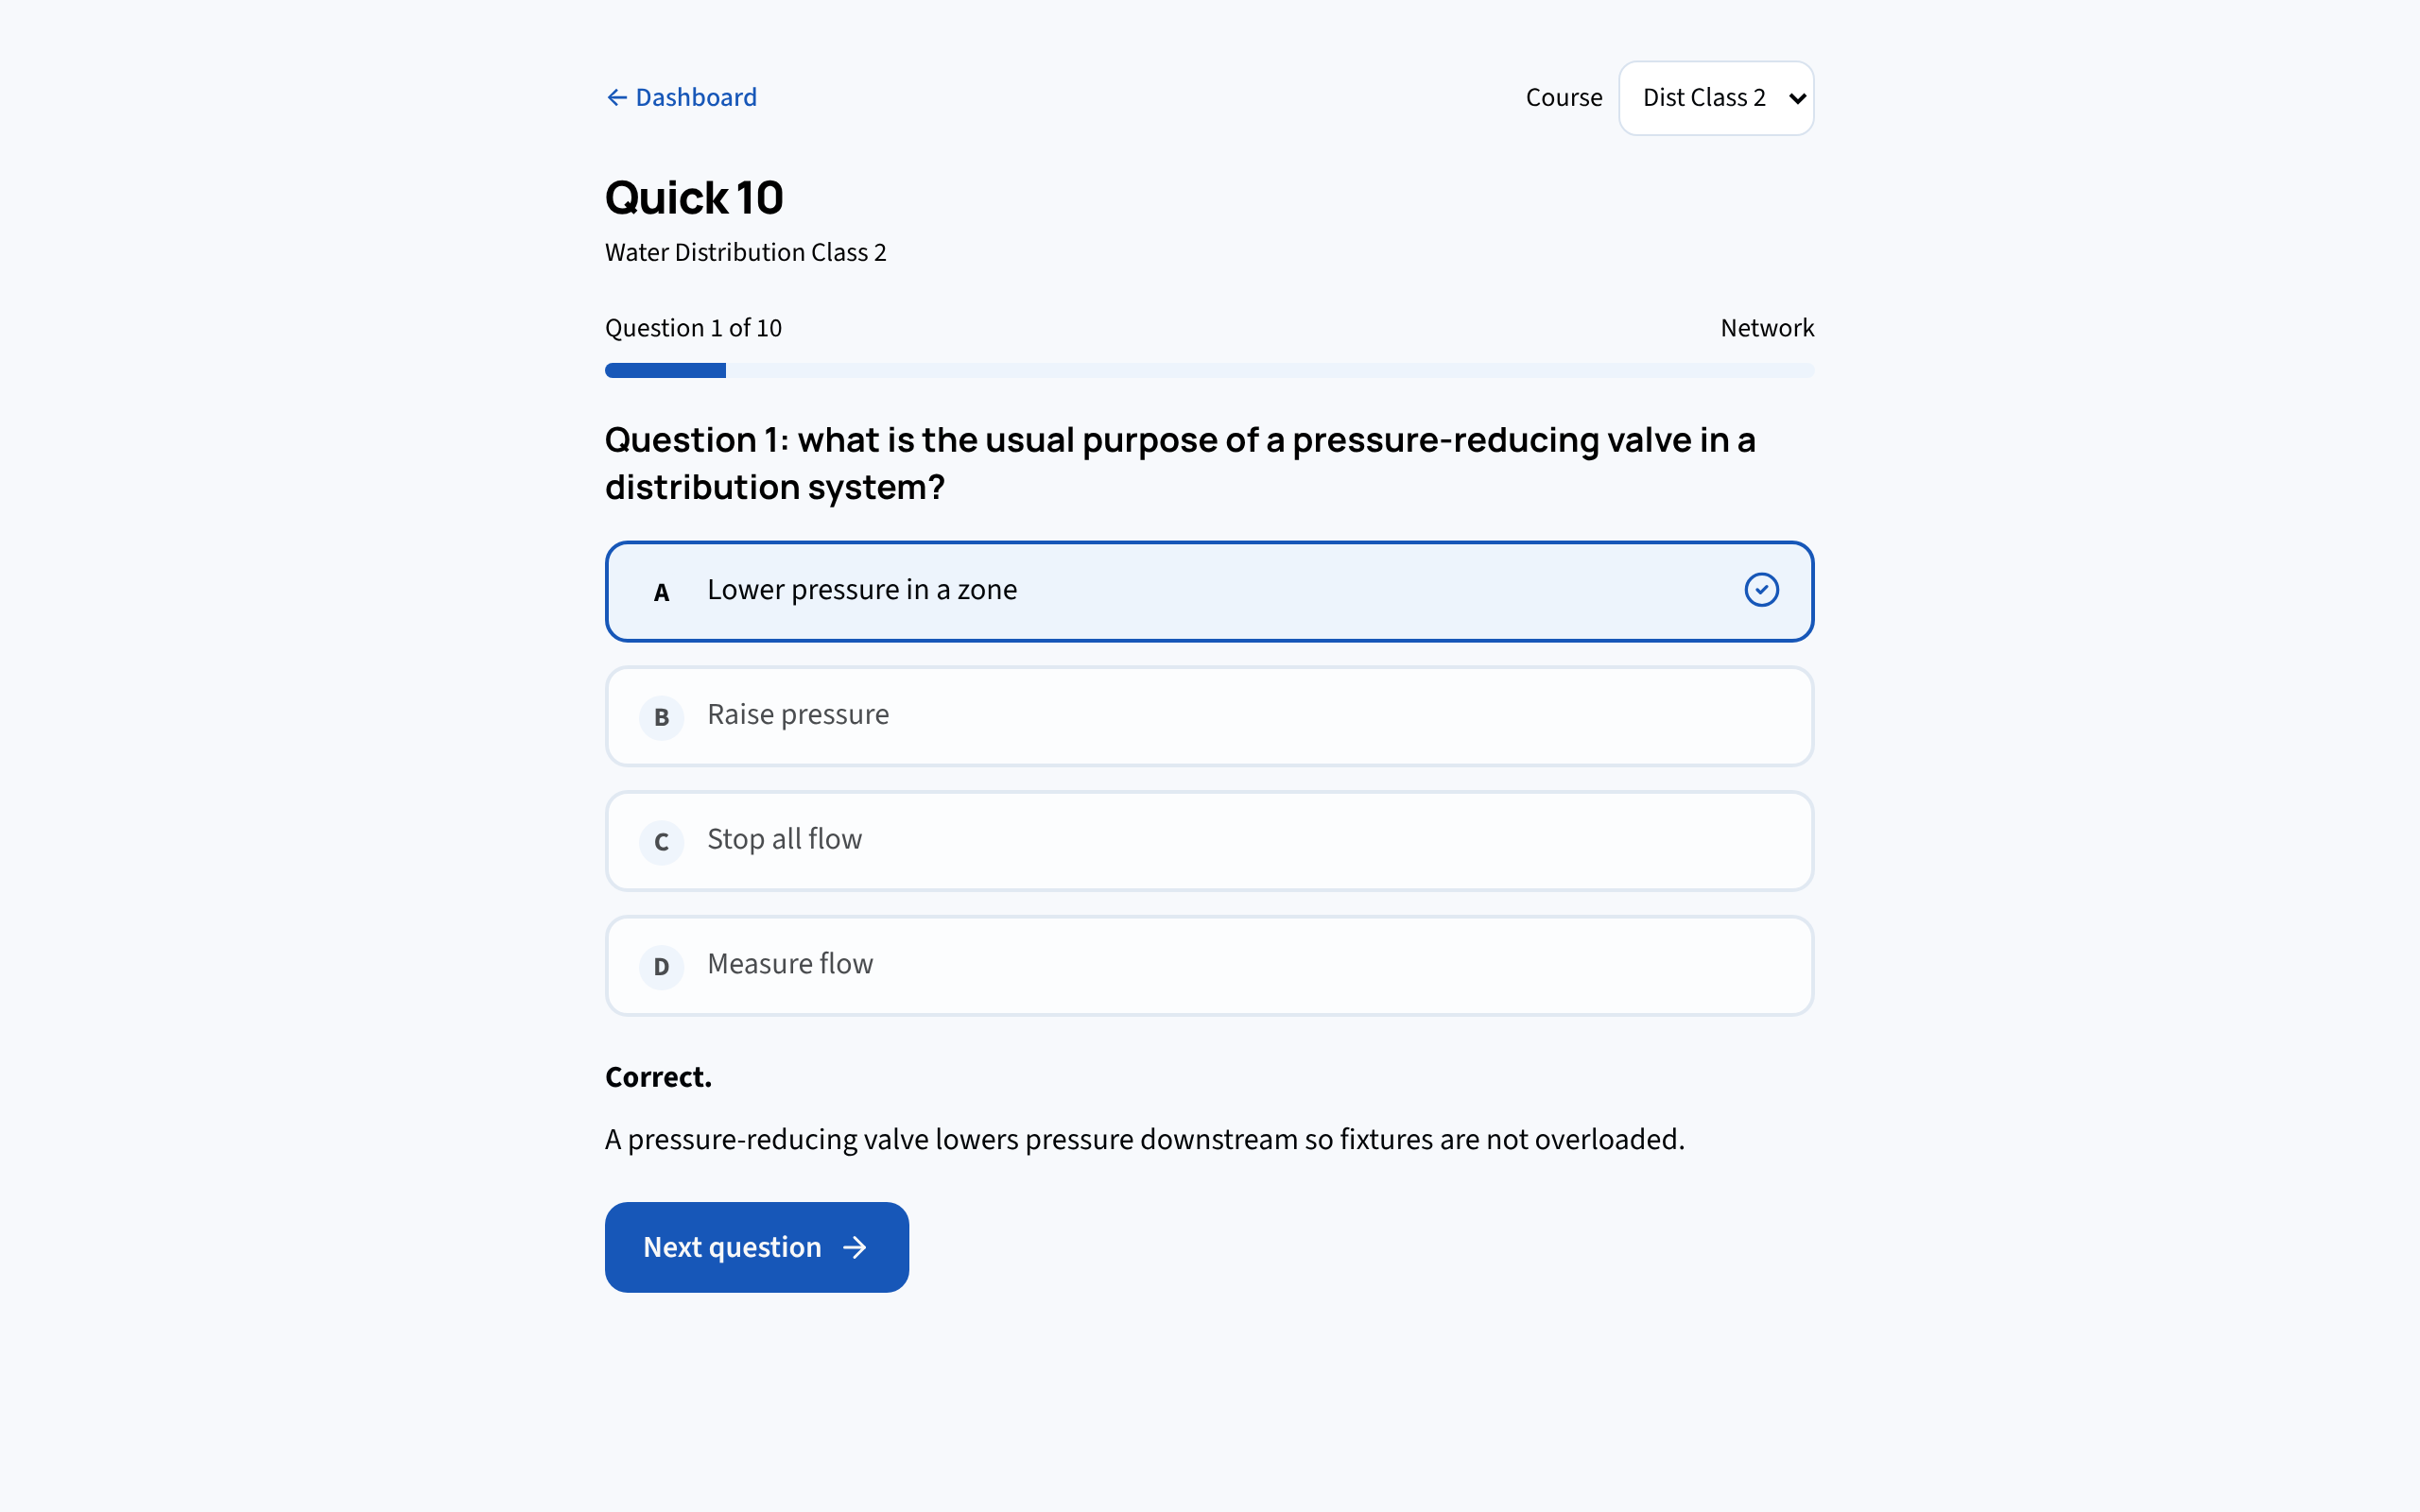 ← Dashboard
Course
Dist Class 2
Quick 10
Water Distribution Class 2
Question 1 of 10
Network
Question 1: what is the usual purpose of a pressure-reducing valve in a
distribution system?
A Lower pressure in a zone
B Raise pressure
C Stop all flow
D Measure flow
Correct.
A pressure-reducing valve lowers pressure downstream so fixtures are not overloaded.
Next question →